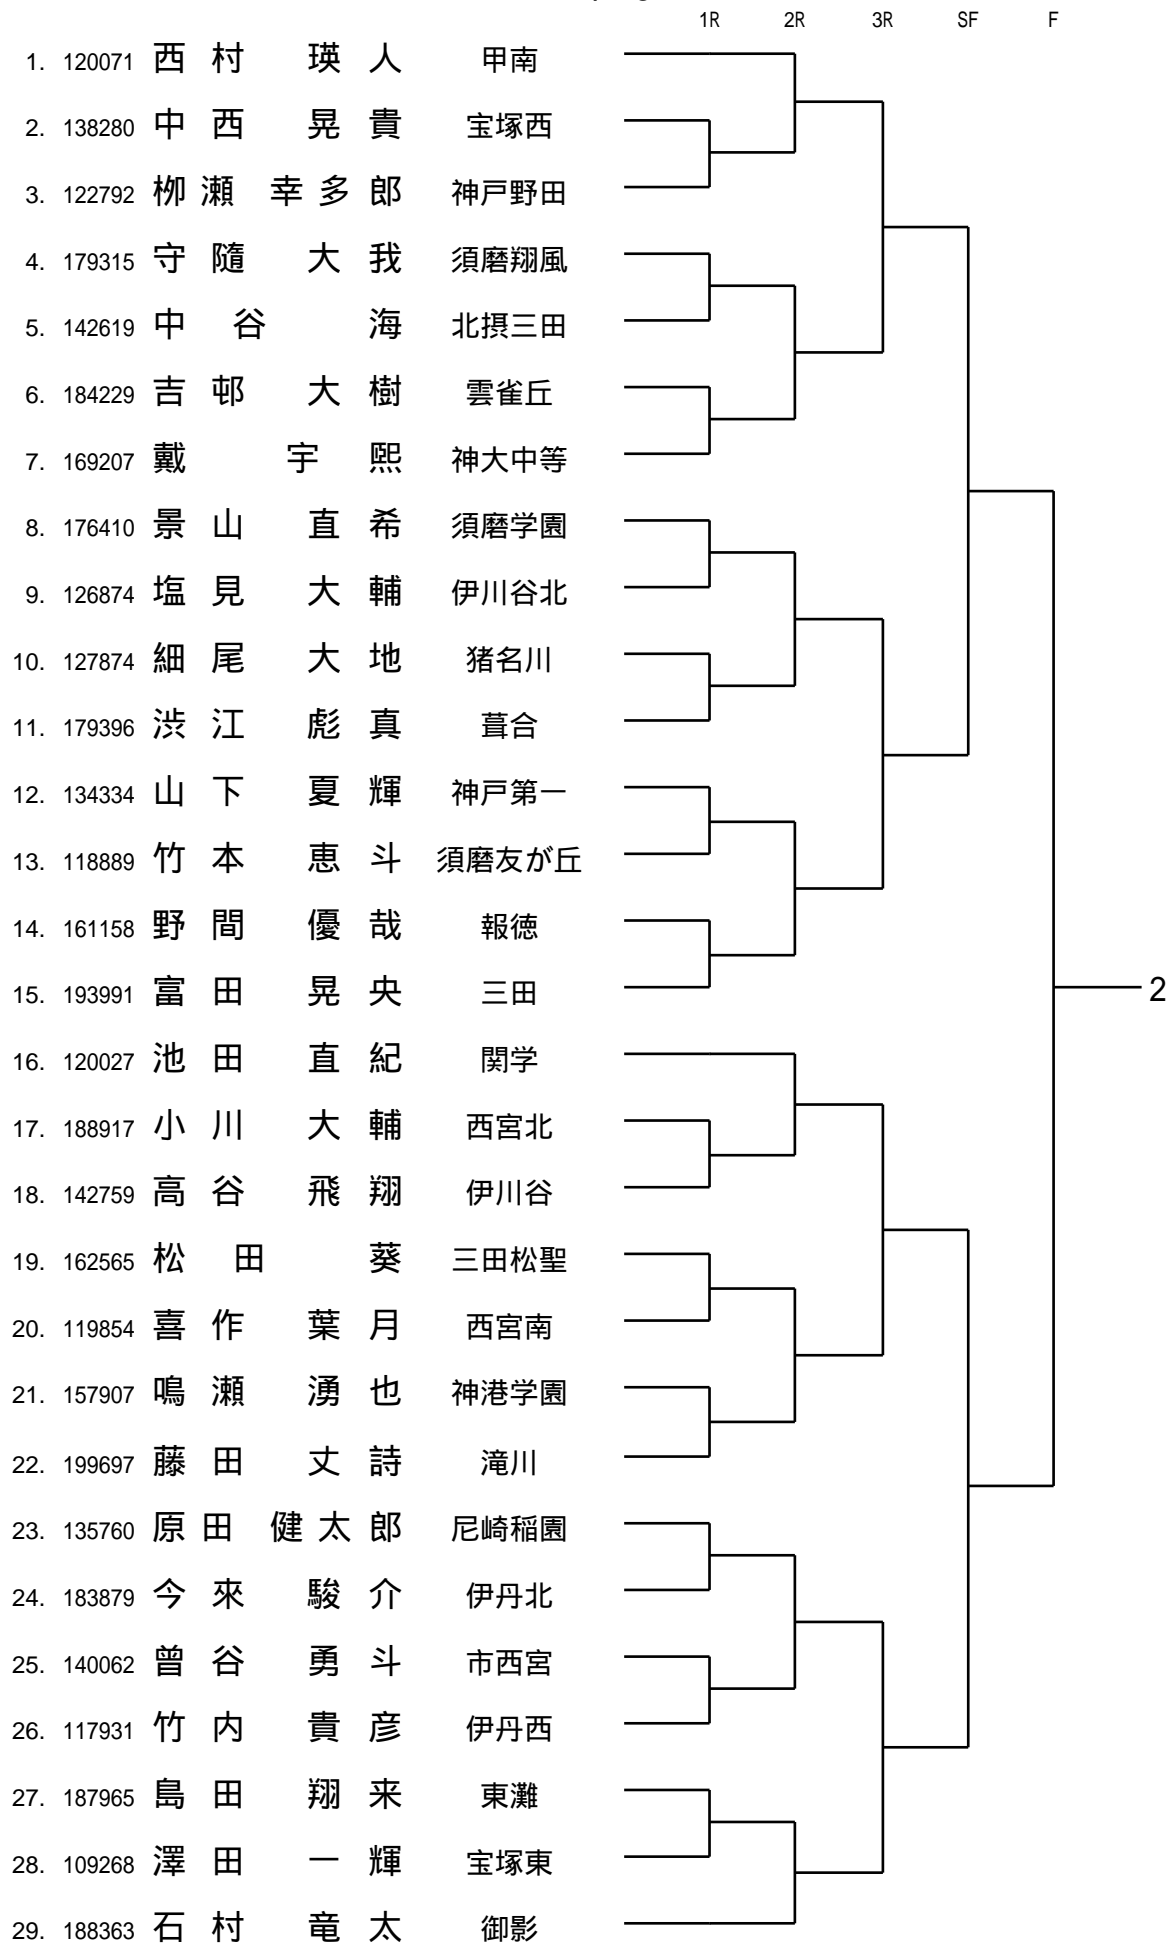 1R 2R 3R SF F
1. 120071 西村 瑛人 甲南
2. 138280 中西 晃貴 宝塚西
3. 122792 栁瀬 幸多郎 神戸野田
4. 179315 守隨 大我 須磨翔風
5. 142619 中谷 海 北摂三田
6. 184229 吉邨 大樹 雲雀丘
7. 169207 戴 宇熙 神大中等
8. 176410 景山 直希 須磨学園
9. 126874 塩見 大輔 伊川谷北
10. 127874 細尾 大地 猪名川
11. 179396 渋江 彪真 葺合
12. 134334 山下 夏輝 神戸第一
13. 118889 竹本 恵斗 須磨友が丘
14. 161158 野間 優哉 報徳
15. 193991 富田 晃央 三田
2
16. 120027 池田 直紀 関学
17. 188917 小川 大輔 西宮北
18. 142759 高谷 飛翔 伊川谷
19. 162565 松田 葵 三田松聖
20. 119854 喜作 葉月 西宮南
21. 157907 鳴瀬 湧也 神港学園
22. 199697 藤田 丈詩 滝川
23. 135760 原田 健太郎 尼崎稲園
24. 183879 今來 駿介 伊丹北
25. 140062 曽谷 勇斗 市西宮
26. 117931 竹内 貴彦 伊丹西
27. 187965 島田 翔来 東灘
28. 109268 澤田 一輝 宝塚東
29. 188363 石村 竜太 御影